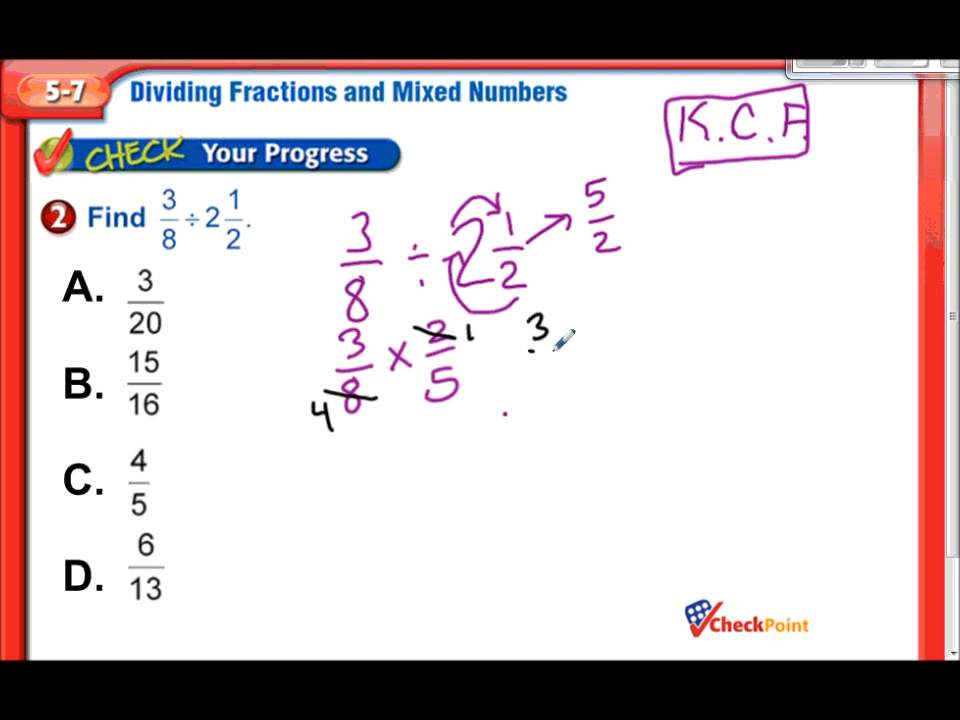 5-7 Dividing Fractions and Mixed Numbers
K.C.F.
CHECK Your Progress
2 Find 3/8 ÷ 2 1/2.
3/8 ÷ 2 1/2 → 5/2
A. 3/20
3/8 4 × 2/5 1 3
B. 15/16
C. 4/5
D. 6/13
CheckPoint